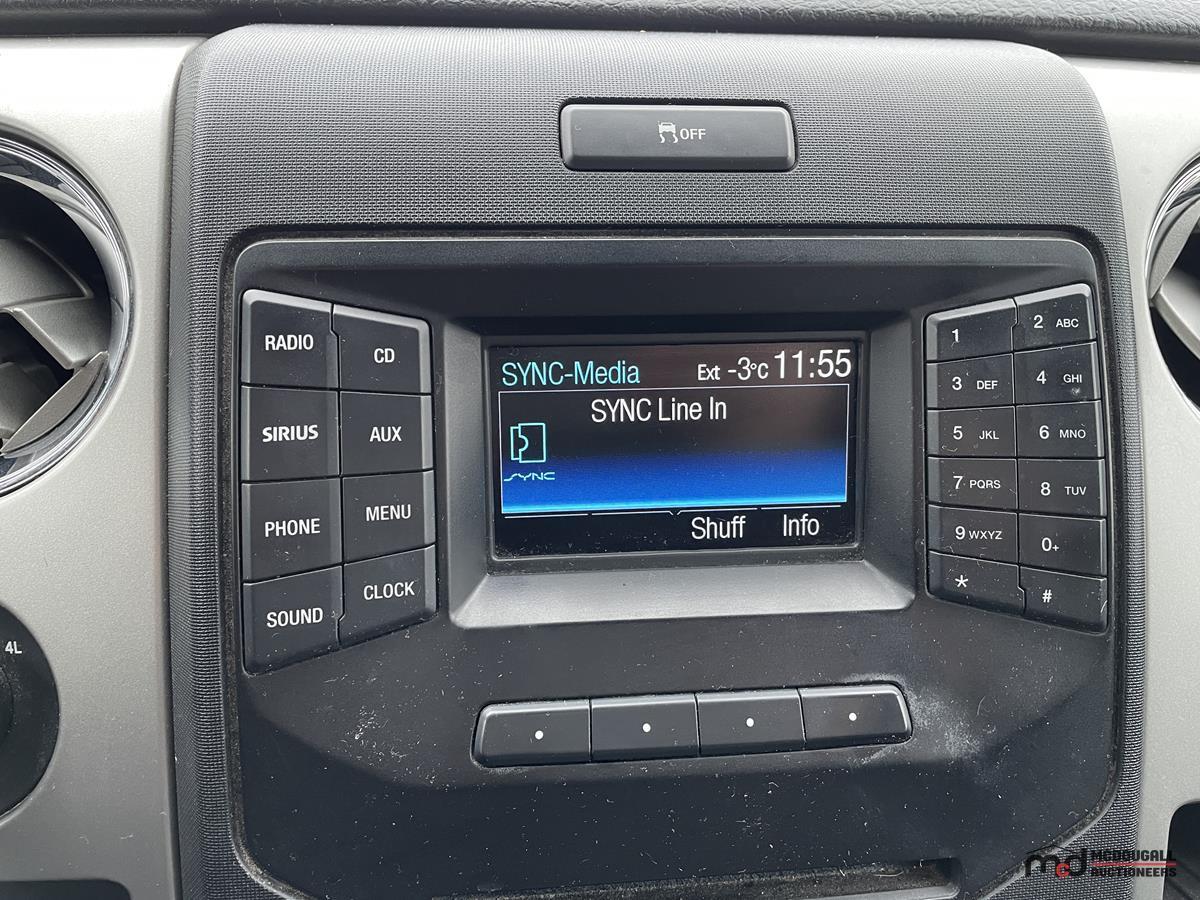 OFF
RADIO
CD
SIRIUS
AUX
PHONE
MENU
SOUND
CLOCK
SYNC-Media Ext -3°C 11:55
SYNC Line In
SYNC
Shuff Info
1
2 ABC
3 DEF
4 GHI
5 JKL
6 MNO
7 PQRS
8 TUV
9 WXYZ
0+
*
#
4L
mcd MCDOUGALL
AUCTIONEERS